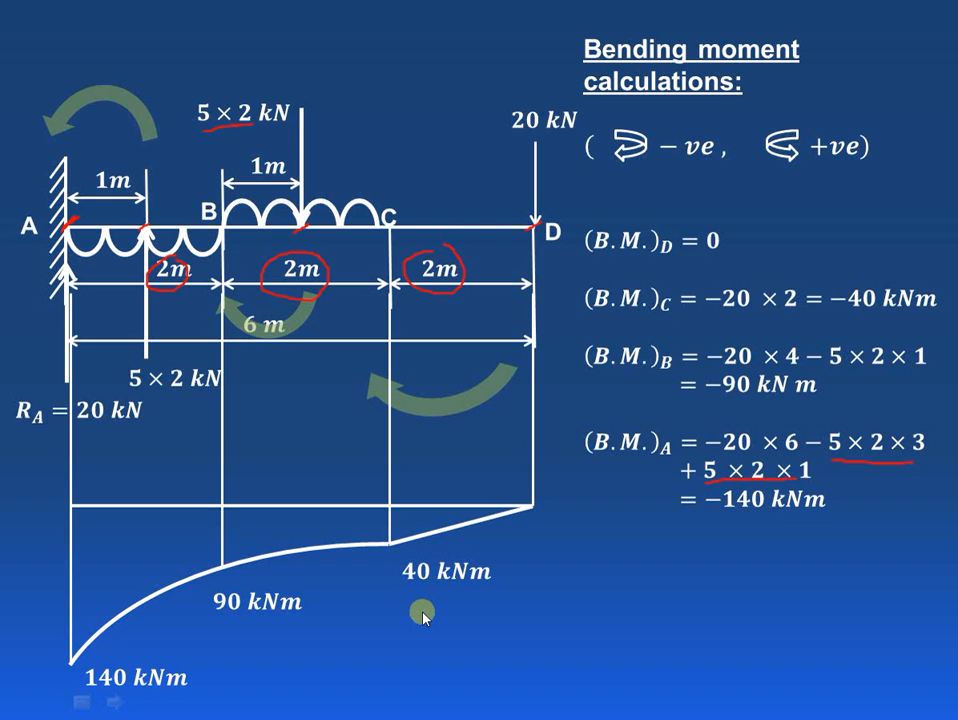 Bending moment
calculations:
( − ve , +ve)
(B.M.)_D = 0
(B.M.)_C = −20 × 2 = −40 kNm
(B.M.)_B = −20 × 4 − 5 × 2 × 1
= −90 kN m
(B.M.)_A = −20 × 6 − 5 × 2 × 3
+ 5 × 2 × 1
= −140 kNm
5 × 2 kN
20 kN
1m
1m
A
B
C
D
2m
2m
2m
6 m
5 × 2 kN
R_A = 20 kN
40 kNm
90 kNm
140 kNm